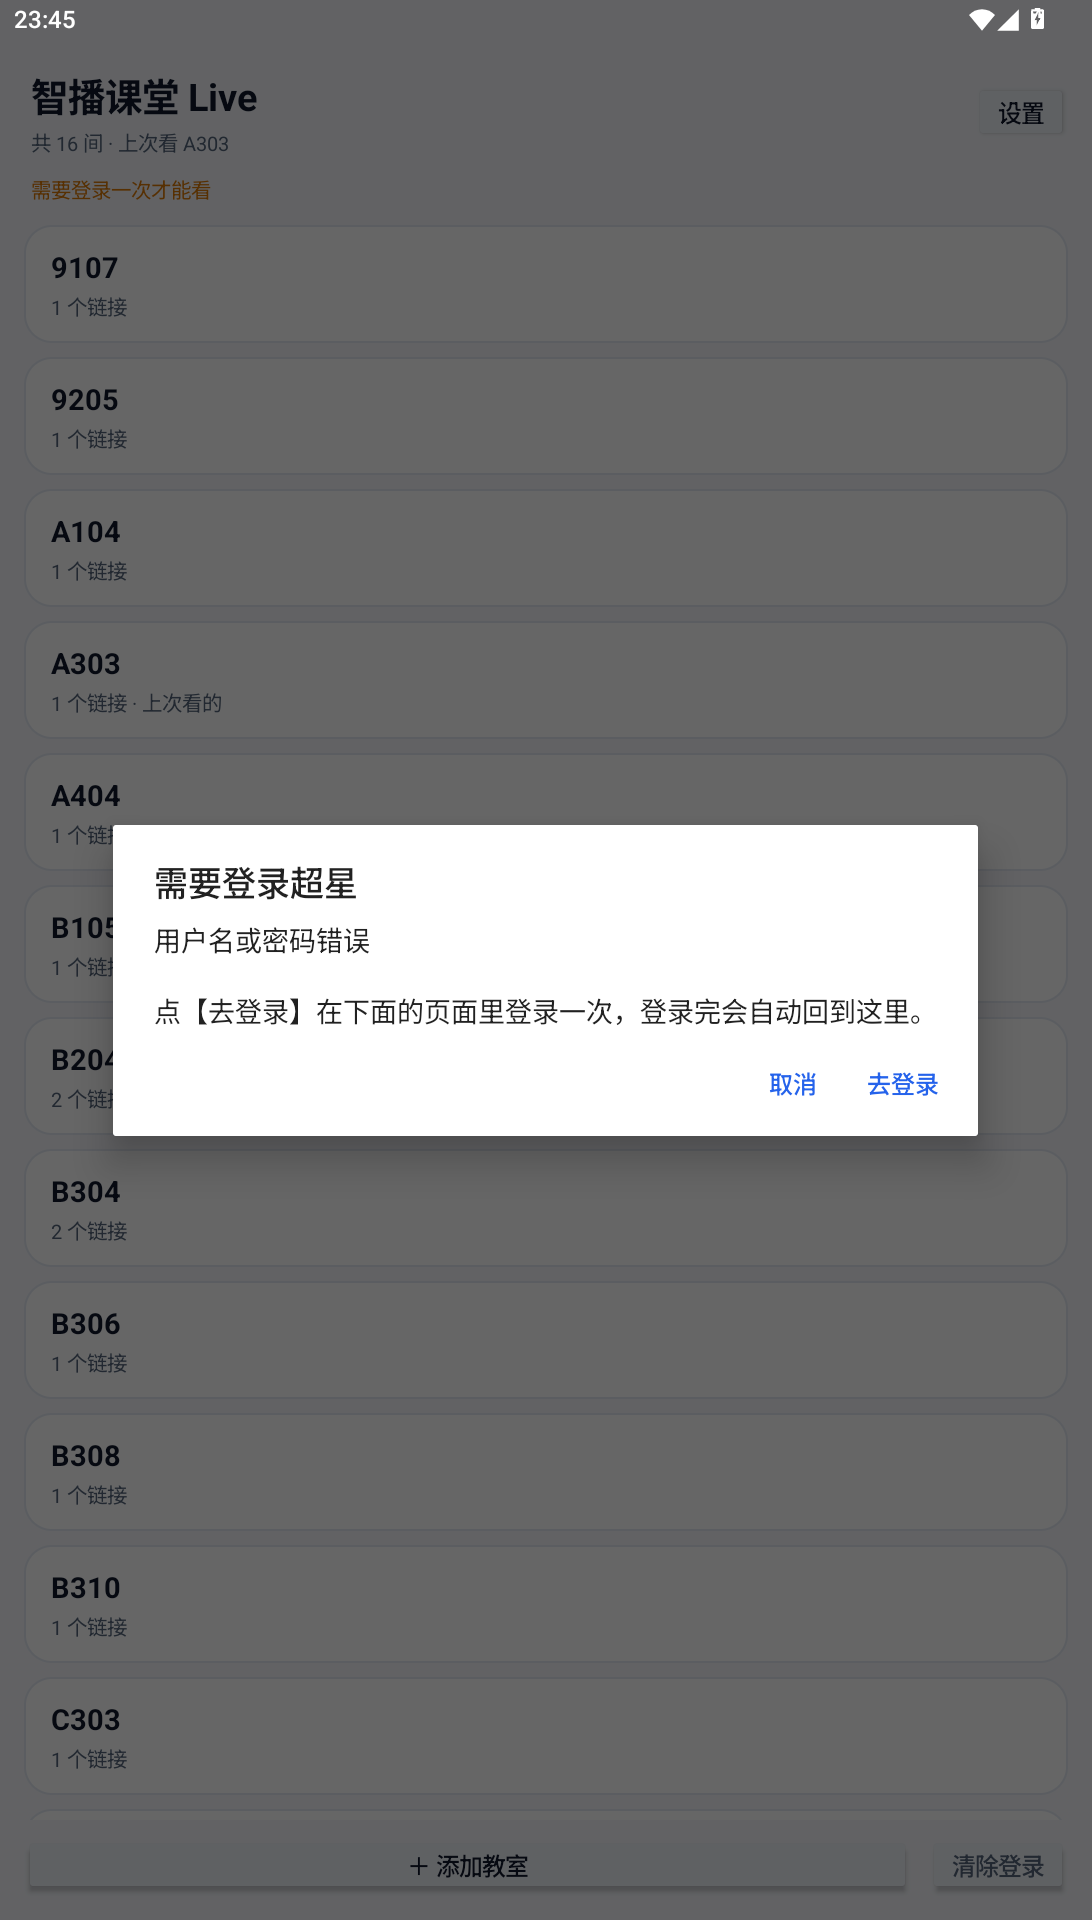 23:45
智播课堂 Live
设置
共 16 间 · 上次看 A303
需要登录一次才能看
9107
1 个链接
9205
1 个链接
A104
1 个链接
A303
1 个链接 · 上次看的
A404
1 个链
需要登录超星
用户名或密码错误
点【去登录】在下面的页面里登录一次，登录完会自动回到这里。
取消
去登录
B105
1 个链
B204
2 个链
B304
2 个链接
B306
1 个链接
B308
1 个链接
B310
1 个链接
C303
1 个链接
＋ 添加教室
清除登录